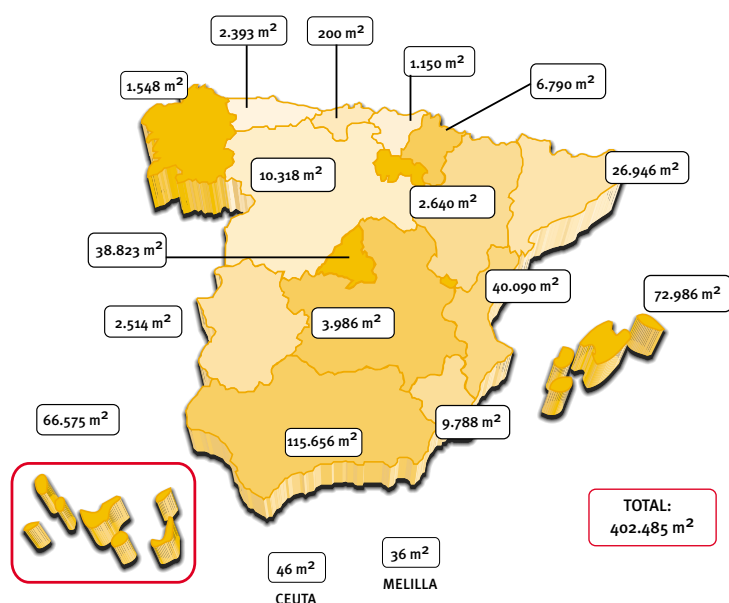 2.393 m²
200 m²
1.150 m²
6.790 m²
1.548 m²
26.946 m²
10.318 m²
2.640 m²
38.823 m²
40.090 m²
72.986 m²
2.514 m²
3.986 m²
66.575 m²
9.788 m²
115.656 m²
TOTAL:
402.485 m²
46 m²
CEUTA
36 m²
MELILLA